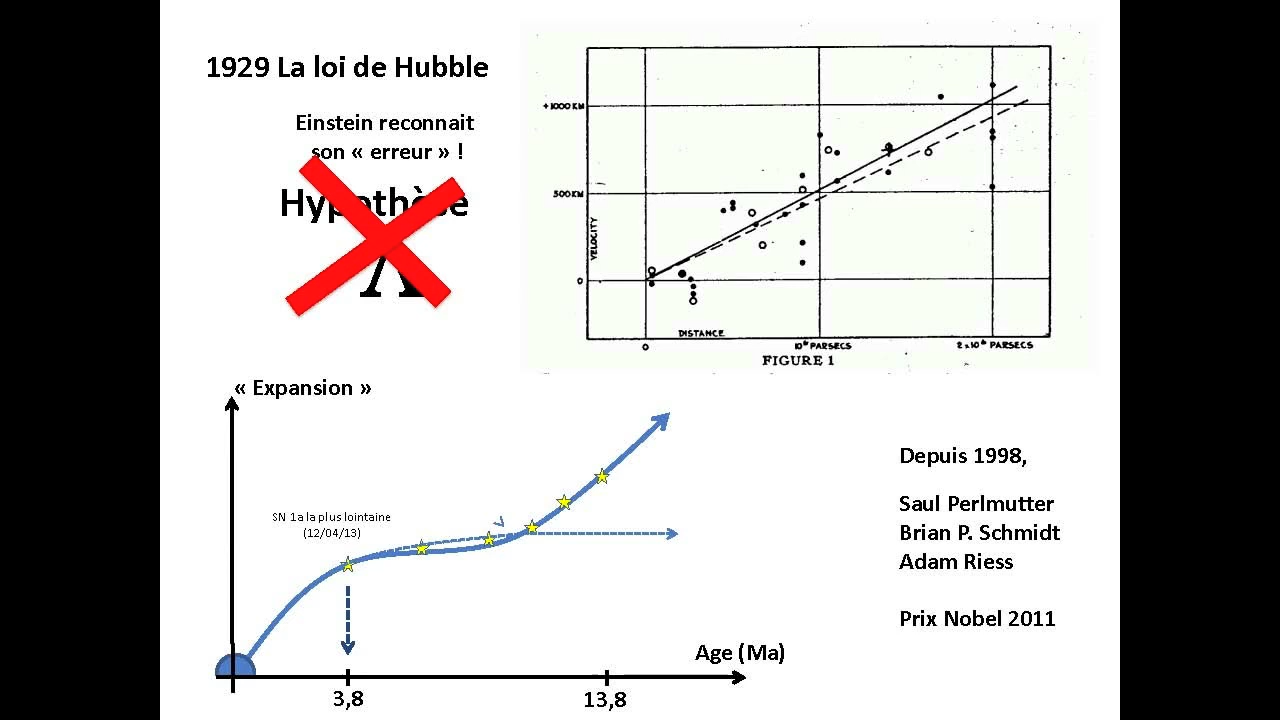 1929 La loi de Hubble
Einstein reconnait
son « erreur » !
Hypothèse
Λ
+1000 KM
500 KM
0
VELOCITY
DISTANCE
0
10⁶ PARSECS
2 x 10⁶ PARSECS
FIGURE 1
« Expansion »
SN 1a la plus lointaine
(12/04/13)
Age (Ma)
3,8
13,8
Depuis 1998,
Saul Perlmutter
Brian P. Schmidt
Adam Riess
Prix Nobel 2011